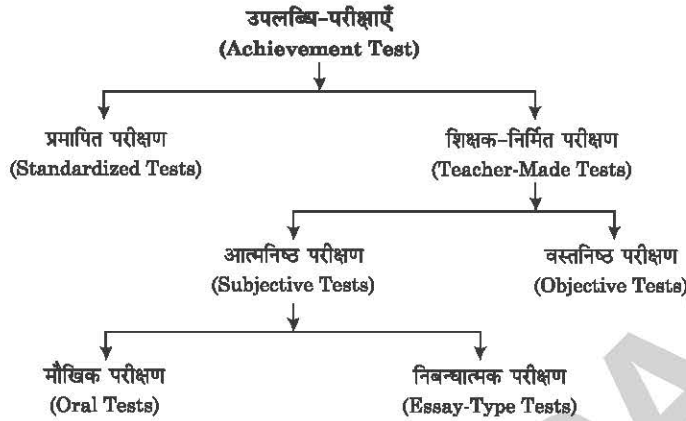 उपलब्धि-परीक्षाएँ
(Achievement Test)
प्रमापित परीक्षण
(Standardized Tests)
शिक्षक-निर्मित परीक्षण
(Teacher-Made Tests)
आत्मनिष्ठ परीक्षण
(Subjective Tests)
वस्तनिष्ठ परीक्षण
(Objective Tests)
मौखिक परीक्षण
(Oral Tests)
निबन्धात्मक परीक्षण
(Essay-Type Tests)